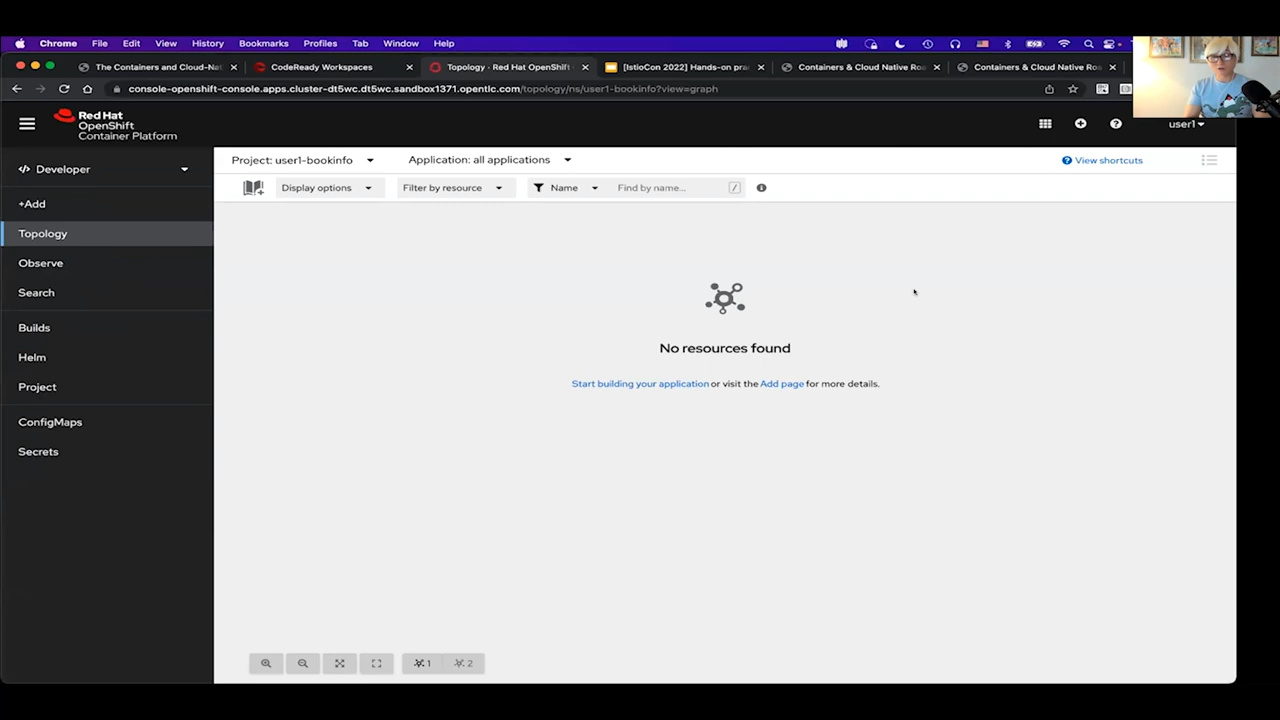 Chrome File Edit View History Bookmarks Profiles Tab Window Help
The Containers and Cloud-Nat
CodeReady Workspaces
Topology · Red Hat OpenShift
[IstioCon 2022] Hands-on pra
Containers & Cloud Native Roa
Containers & Cloud Native Roa
console-openshift-console.apps.cluster-dt5wc.dt5wc.sandbox1371.opentlc.com/topology/ns/user1-bookinfo?view=graph
Red Hat
OpenShift
Container Platform
user1
Developer
Project: user1-bookinfo
Application: all applications
View shortcuts
Display options
Filter by resource
Name
Find by name...
/
+Add
Topology
Observe
Search
Builds
Helm
Project
ConfigMaps
Secrets
No resources found
Start building your application or visit the Add page for more details.
1
2